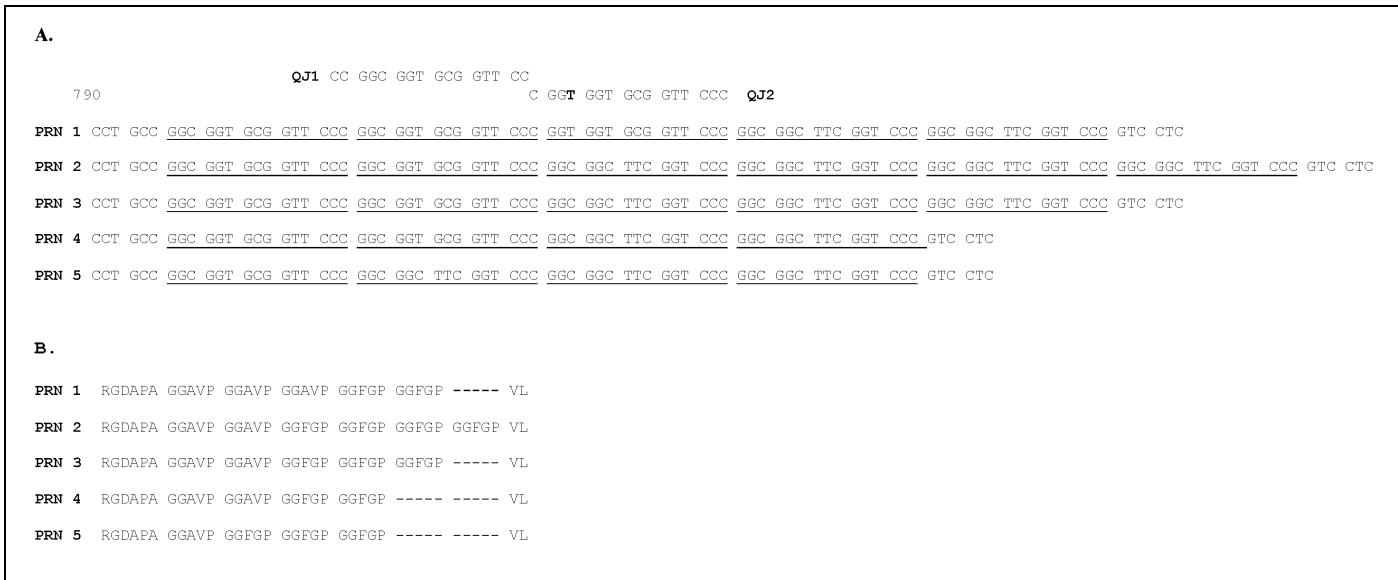 A.
QJ1 CC GGC GGT GCG GTT CC
790 C GGT GGT GCG GTT CCC QJ2
PRN 1 CCT GCC GGC GGT GCG GTT CCC GGC GGT GCG GTT CCC GGT GGT GCG GTT CCC GGC GGC TTC GGT CCC GGC GGC TTC GGT CCC GTC CTC
PRN 2 CCT GCC GGC GGT GCG GTT CCC GGC GGT GCG GTT CCC GGC GGC TTC GGT CCC GGC GGC TTC GGT CCC GGC GGC TTC GGT CCC GGC GGC TTC GGT CCC GTC CTC
PRN 3 CCT GCC GGC GGT GCG GTT CCC GGC GGT GCG GTT CCC GGC GGC TTC GGT CCC GGC GGC TTC GGT CCC GGC GGC TTC GGT CCC GTC CTC
PRN 4 CCT GCC GGC GGT GCG GTT CCC GGC GGT GCG GTT CCC GGC GGC TTC GGT CCC GGC GGC TTC GGT CCC GTC CTC
PRN 5 CCT GCC GGC GGT GCG GTT CCC GGC GGC TTC GGT CCC GGC GGC TTC GGT CCC GGC GGC TTC GGT CCC GTC CTC
B.
PRN 1 RGDAPA GGAVP GGAVP GGAVP GGFGP GGFGP ----- VL
PRN 2 RGDAPA GGAVP GGAVP GGFGP GGFGP GGFGP GGFGP VL
PRN 3 RGDAPA GGAVP GGAVP GGFGP GGFGP GGFGP ----- VL
PRN 4 RGDAPA GGAVP GGAVP GGFGP GGFGP ----- ----- VL
PRN 5 RGDAPA GGAVP GGFGP GGFGP GGFGP ----- ----- VL